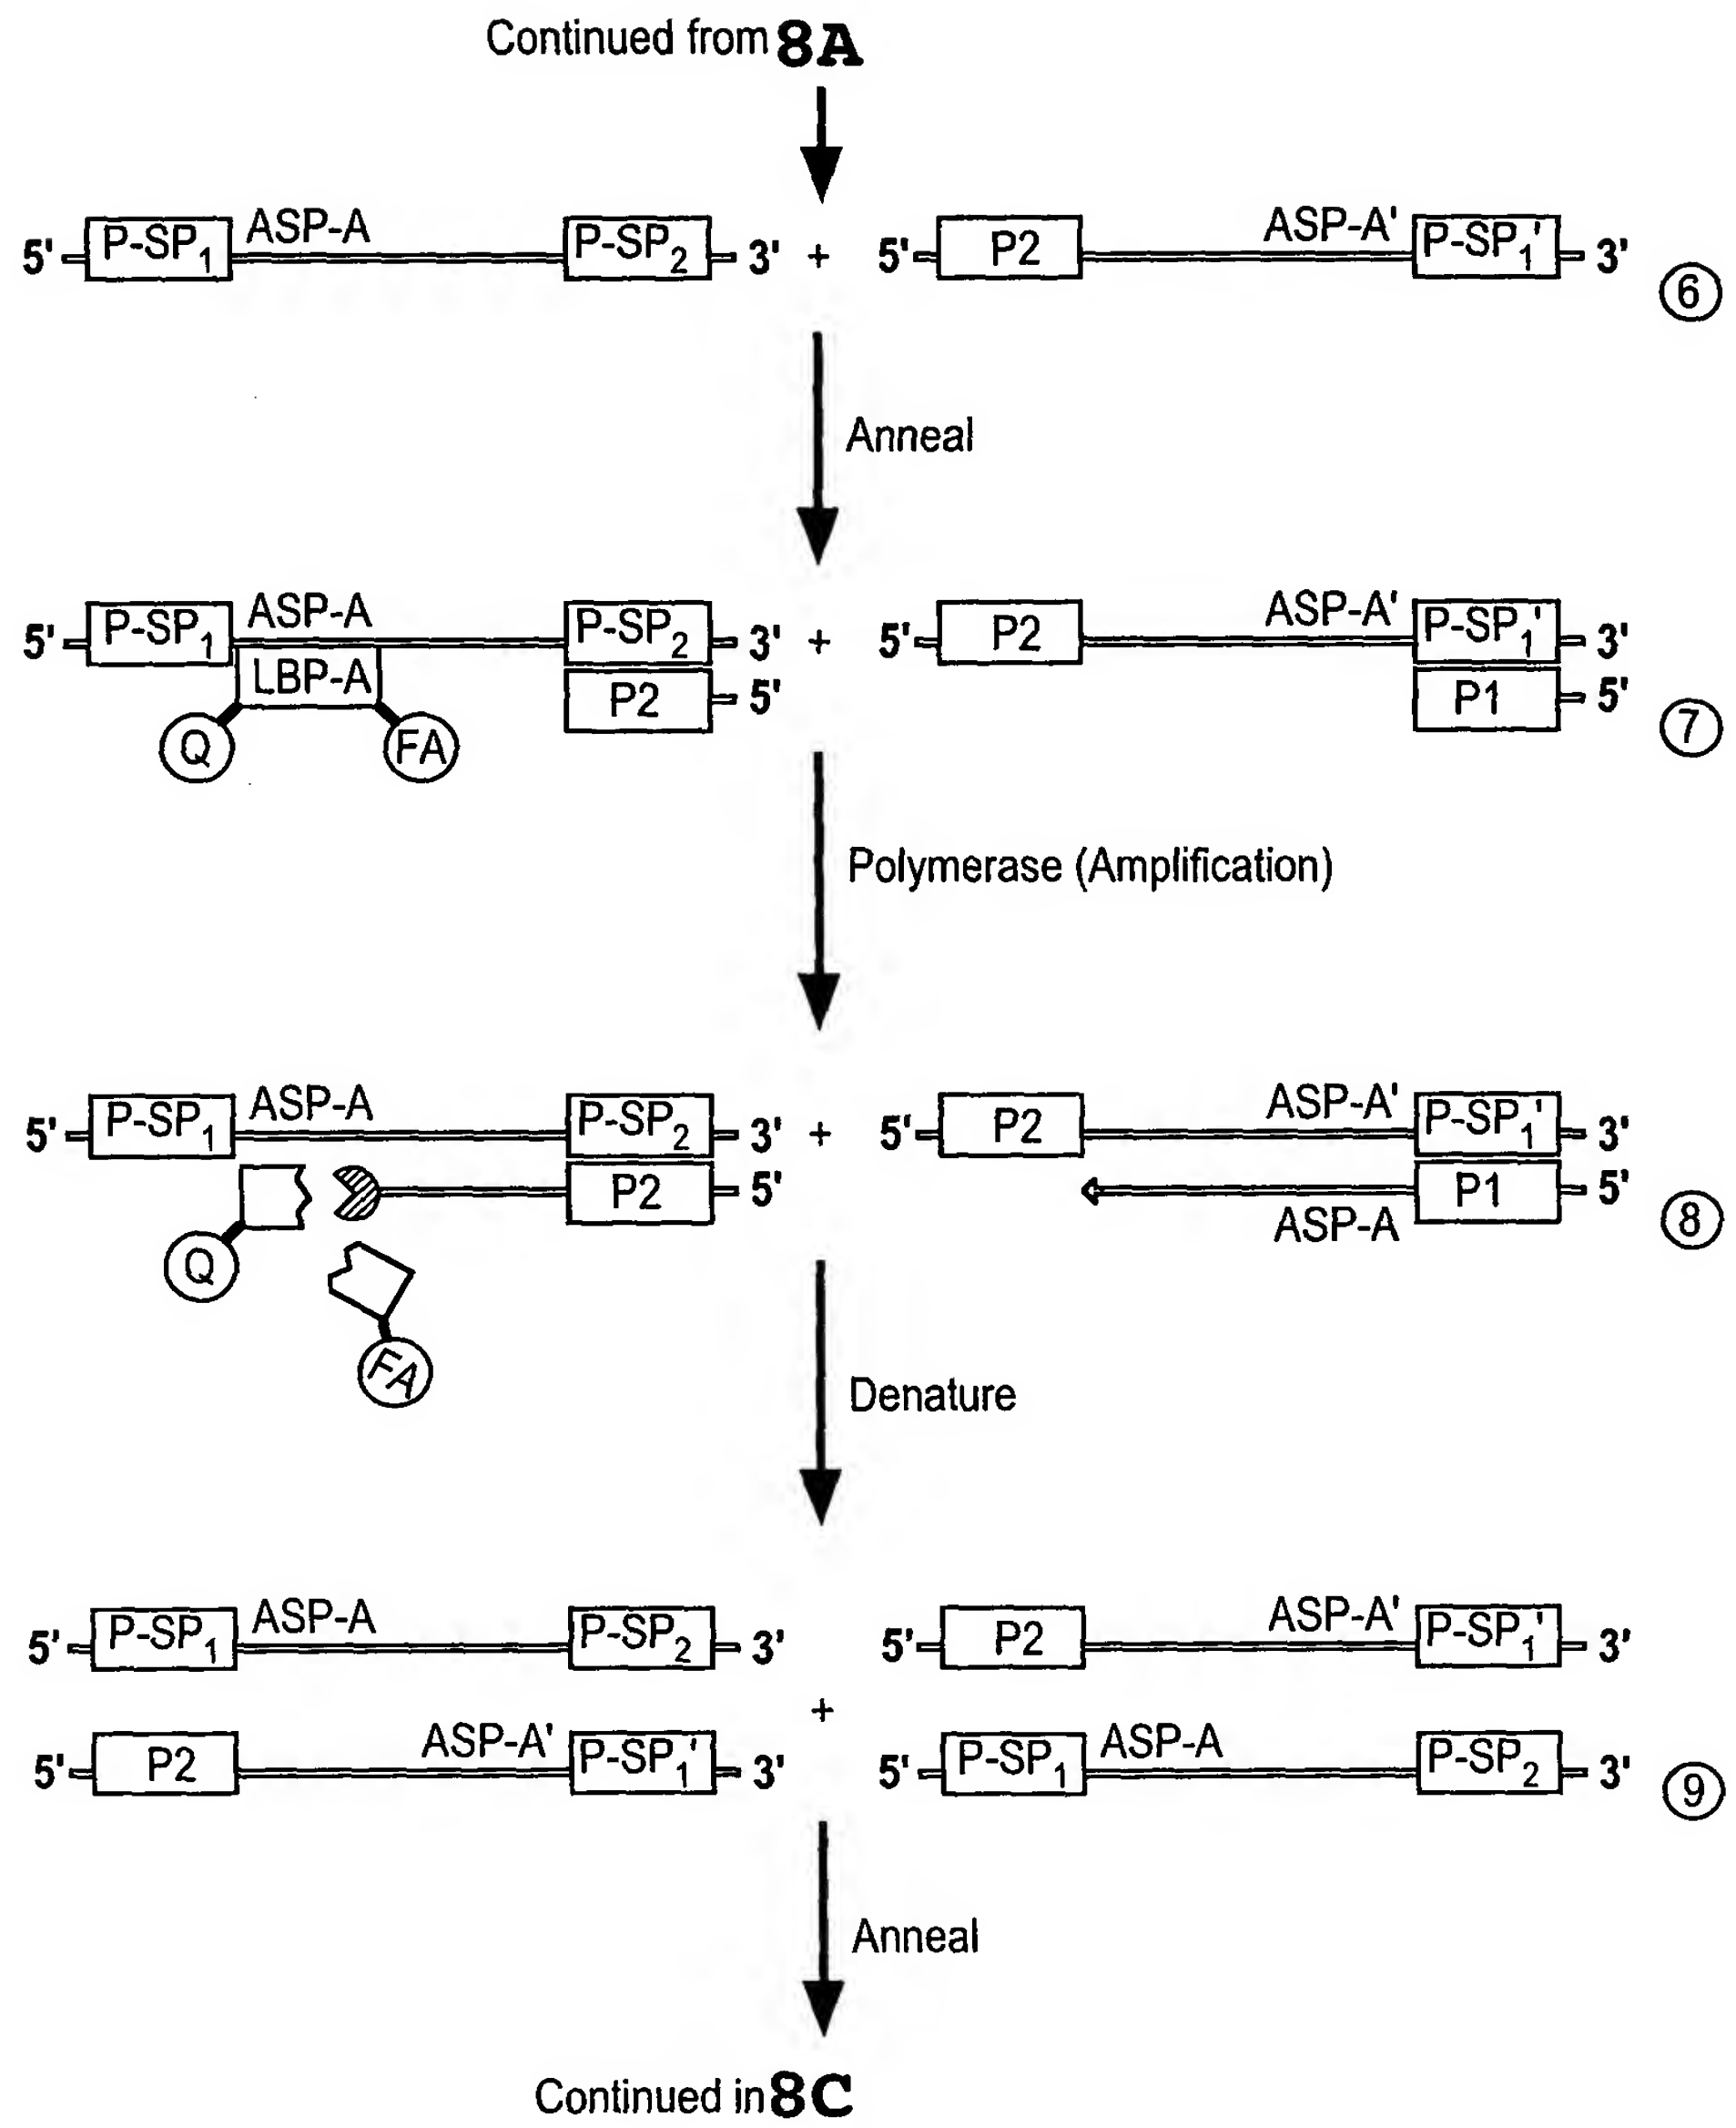 Continued from 8A
5' P-SP1 ASP-A P-SP2 3' + 5' P2 ASP-A' P-SP1' 3'
6
Anneal
5' P-SP1 ASP-A P-SP2 3' + 5' P2 ASP-A' P-SP1' 3'
LBP-A P2 5' P1 5'
Q FA 7
Polymerase (Amplification)
5' P-SP1 ASP-A P-SP2 3' + 5' P2 ASP-A' P-SP1' 3'
P2 5' P1 5'
ASP-A 8
Q
FA
Denature
5' P-SP1 ASP-A P-SP2 3' 5' P2 ASP-A' P-SP1' 3'
+
5' P2 ASP-A' P-SP1' 3' 5' P-SP1 ASP-A P-SP2 3'
9
Anneal
Continued in 8C